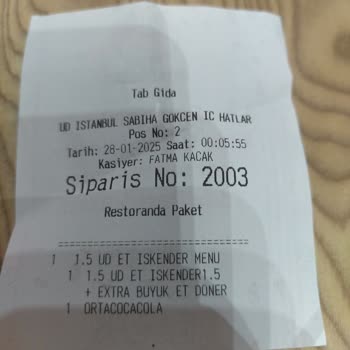 Tab Gida
UD ISTANBUL SABIHA GOKCEN IC HATLAR
Pos No: 2
Tarih: 28-01-2025 Saat: 00:05:55
Kasiyer: FATMA KACAK
Siparis No: 2003
Restoranda Paket
================================
1 1.5 UD ET ISKENDER MENU
1 1.5 UD ET ISKENDER1.5
+ EXTRA BUYUK ET DONER
1 ORTACOCACOLA